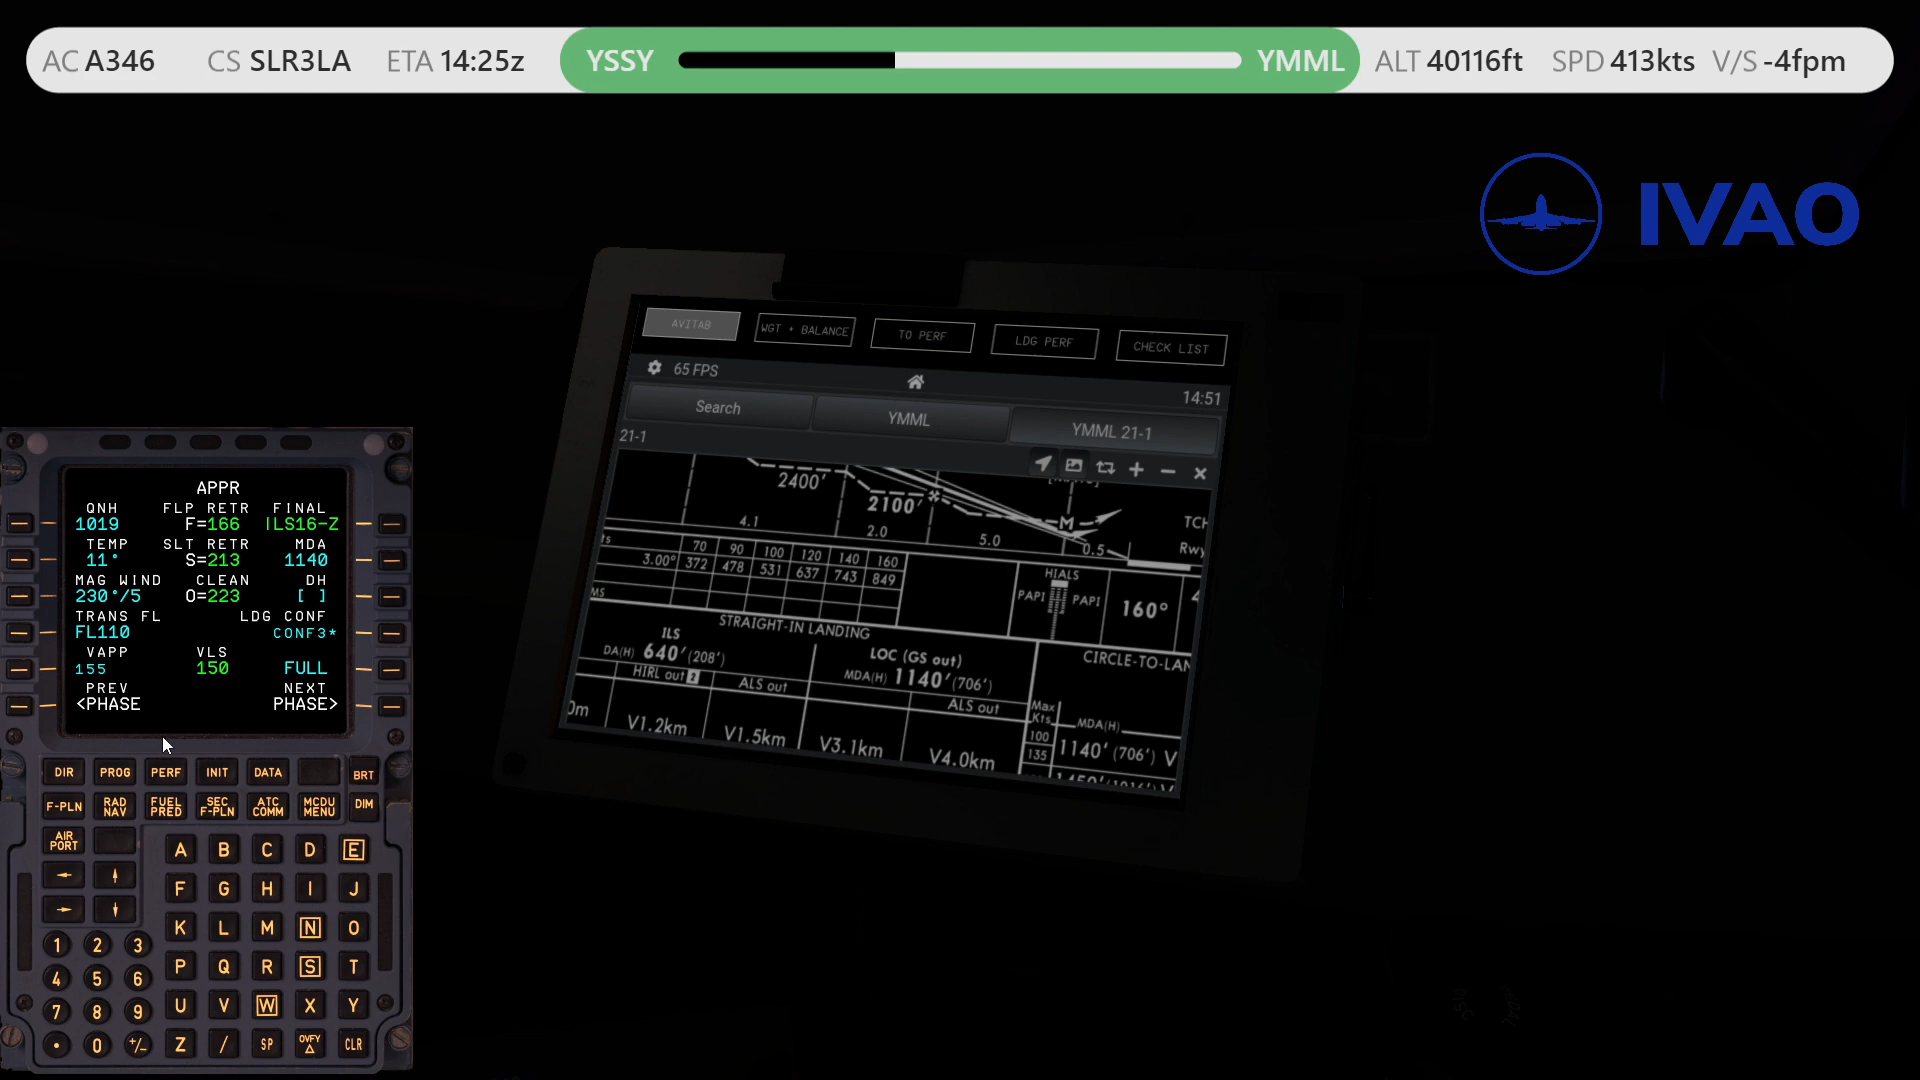 AC A346 CS SLR3LA ETA 14:25z YSSY YMML ALT 40116ft SPD 413kts V/S -4fpm
IVAO
AVITAB WGT + BALANCE TO PERF LDG PERF CHECK LIST
65 FPS 14:51
Search YMML YMML 21-1
21-1
2400'
2100'
M
TCH
4.1 2.0 5.0 0.5
Rwy
70 90 100 120 140 160
3.00° 372 478 531 637 743 849
HIALS
PAPI PAPI
160°
MS
STRAIGHT-IN LANDING
ILS
DA(H) 640' (208')
LOC (GS out)
MDA(H) 1140' (706')
CIRCLE-TO-LAN
HIRL out 2 ALS out ALS out
Max Kts MDA(H)
0m V1.2km V1.5km V3.1km V4.0km
100
135 1140' (706') V
APPR
QNH FLP RETR FINAL
1019 F=166 ILS16-Z
TEMP SLT RETR MDA
11° S=213 1140
MAG WIND CLEAN DH
230°/5 O=223 [ ]
TRANS FL LDG CONF
FL110 CONF3*
VAPP VLS
155 150 FULL
PREV NEXT
<PHASE PHASE>
DIR PROG PERF INIT DATA BRT
F-PLN RAD NAV FUEL PRED SEC F-PLN ATC COMM MCDU MENU DIM
AIR PORT
A B C D E
F G H I J
K L M N O
1 2 3
P Q R S T
4 5 6
U V W X Y
7 8 9
. 0 +/- Z / SP OVFY Δ CLR